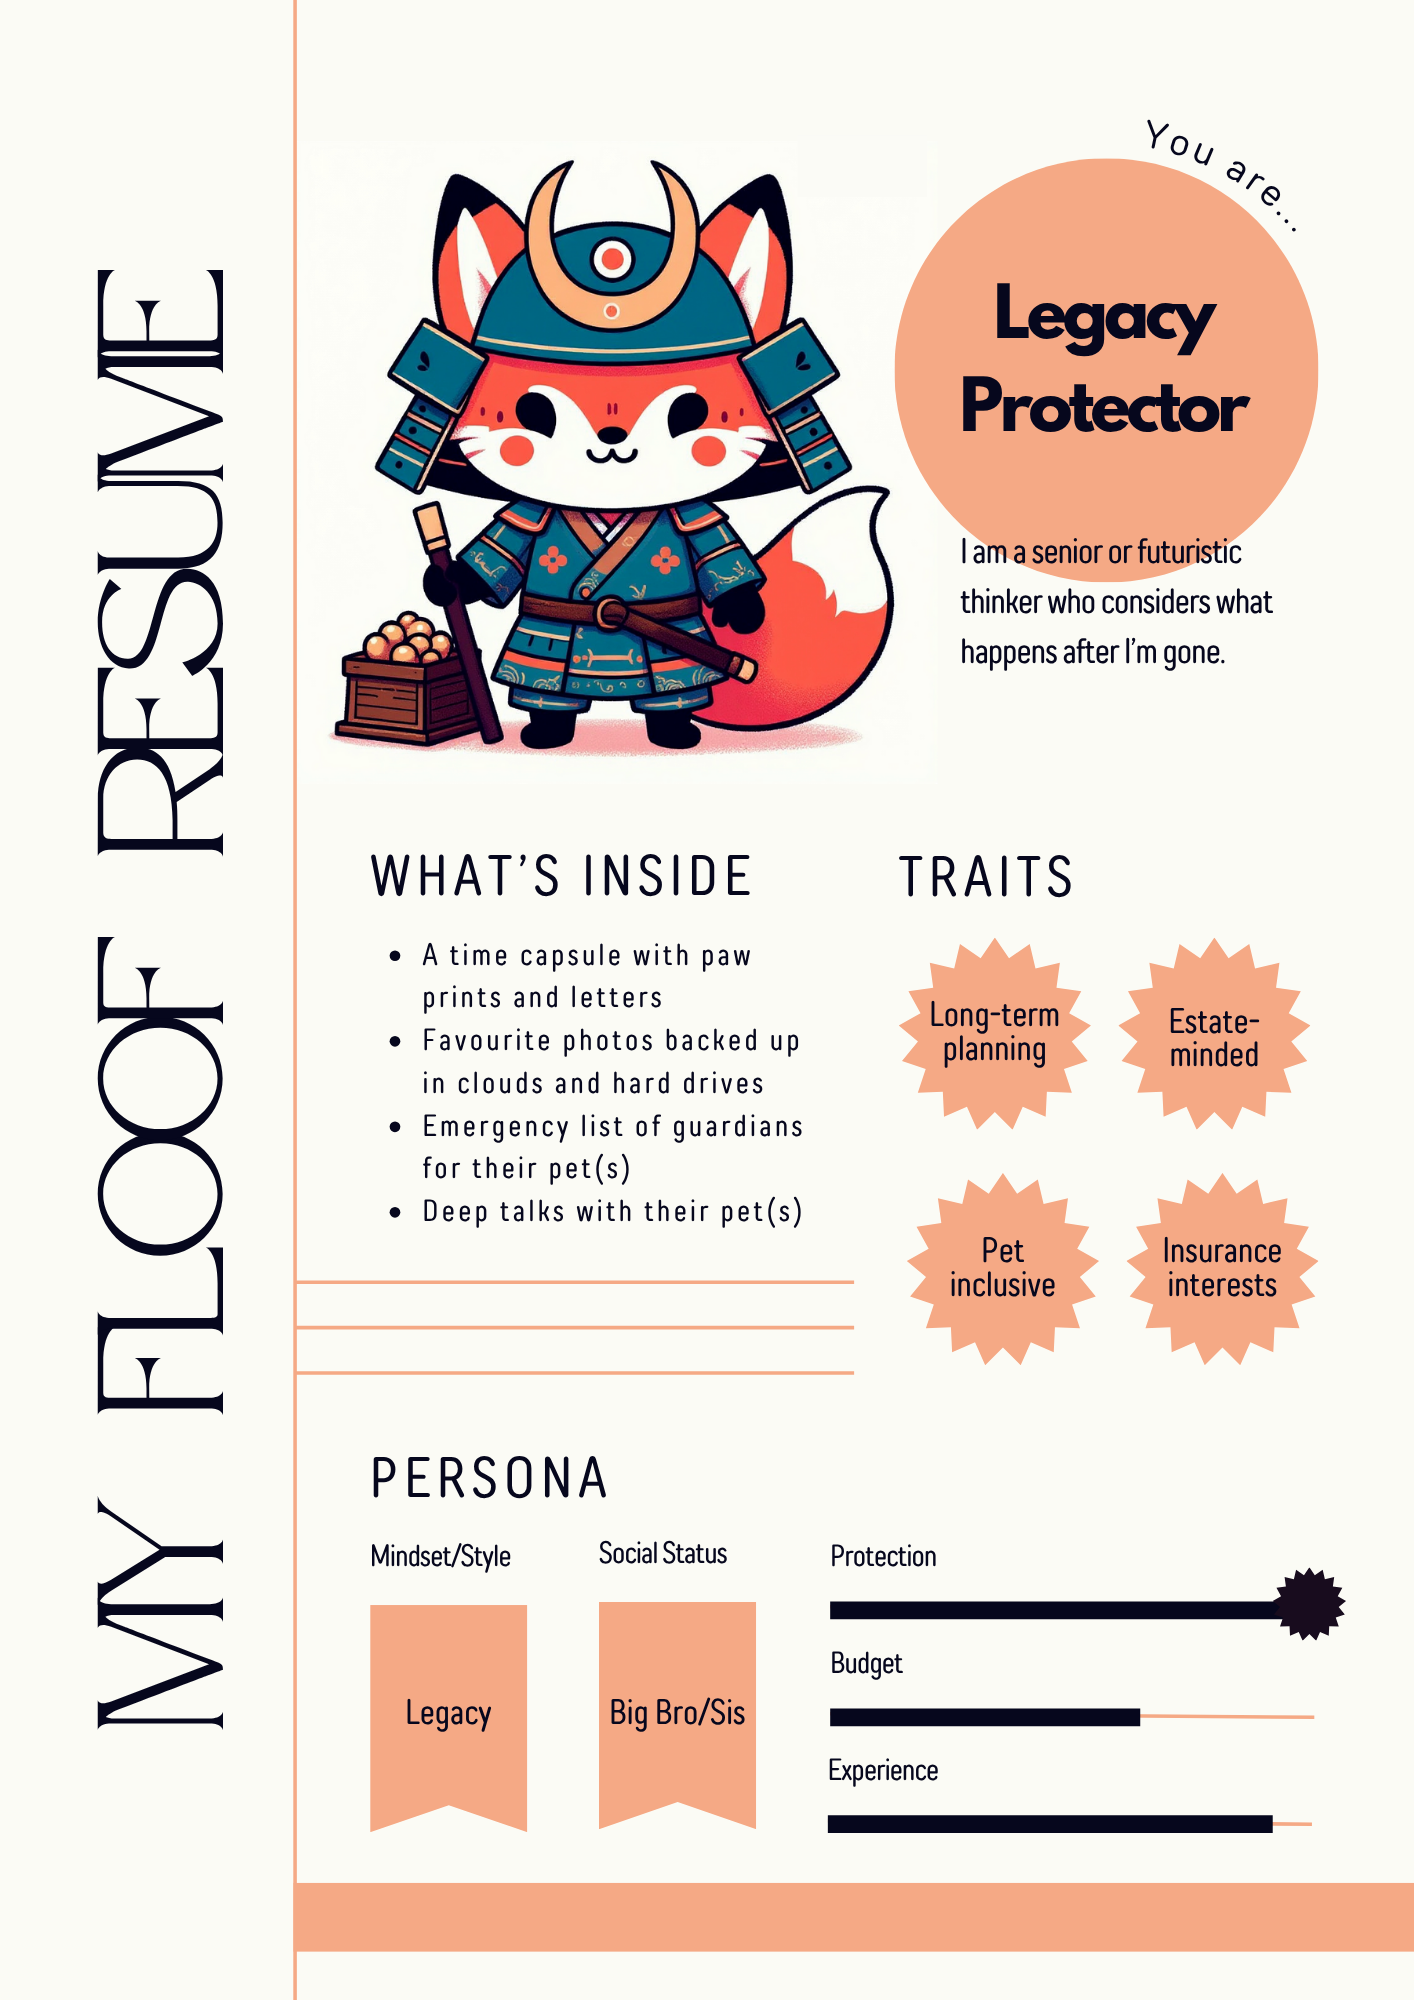 MY FLOOF RESUME
You are...
Legacy
Protector
I am a senior or futuristic
thinker who considers what
happens after I'm gone.
WHAT'S INSIDE
• A time capsule with paw
prints and letters
• Favourite photos backed up
in clouds and hard drives
• Emergency list of guardians
for their pet(s)
• Deep talks with their pet(s)
TRAITS
Long-term
planning
Estate-
minded
Pet
inclusive
Insurance
interests
PERSONA
Mindset/Style
Legacy
Social Status
Big Bro/Sis
Protection
Budget
Experience